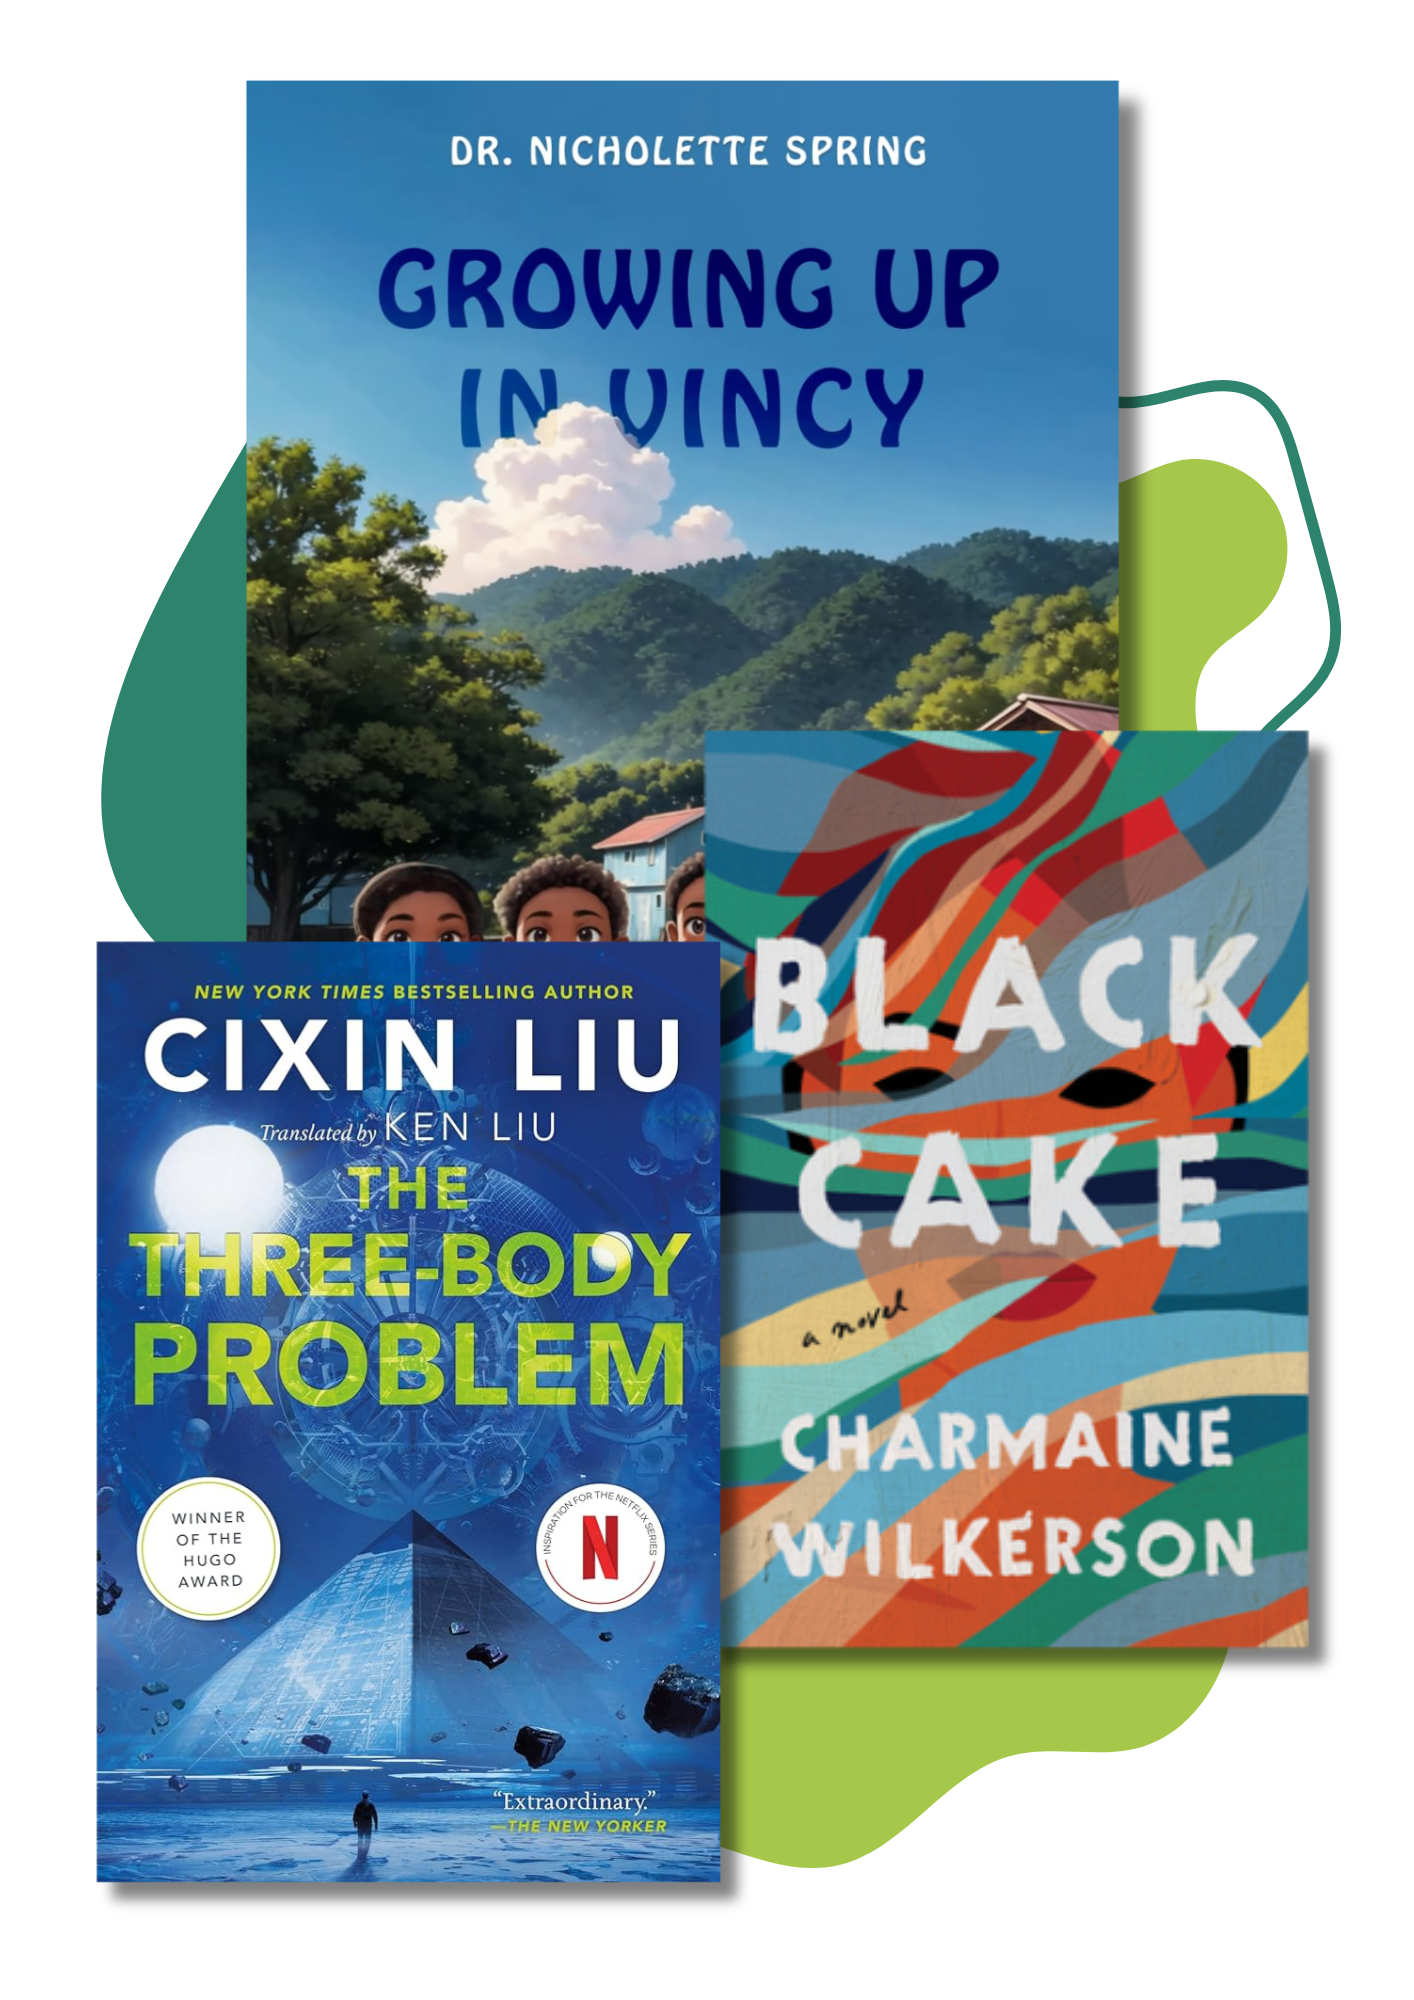 DR. NICHOLETTE SPRING
GROWING UP
IN VINCY
NEW YORK TIMES BESTSELLING AUTHOR
CIXIN LIU
Translated by KEN LIU
THE
THREE-BODY
PROBLEM
WINNER
OF THE
HUGO
AWARD
INSPIRATION FOR THE NETFLIX SERIES
N
“Extraordinary.”
—THE NEW YORKER
BLACK
CAKE
a novel
CHARMAINE
WILKERSON